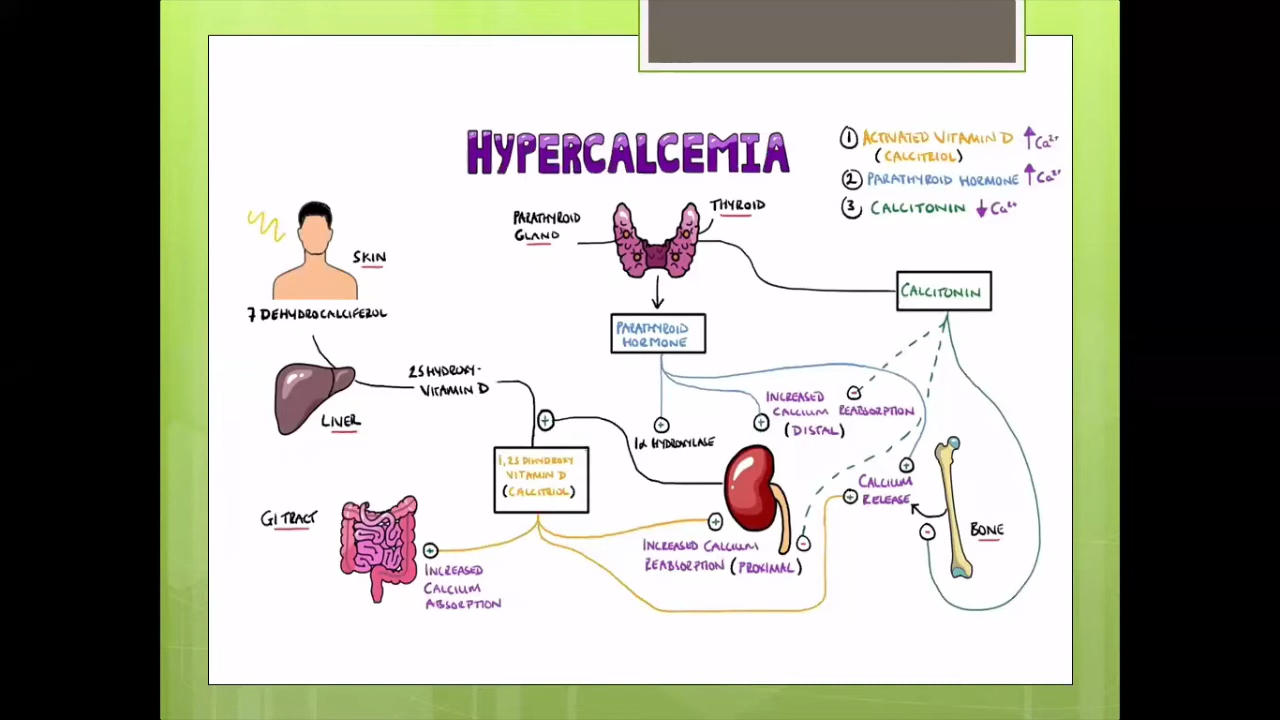 HYPERCALCEMIA
1 ACTIVATED VITAMIN D ↑Ca²⁺
(CALCITRIOL)
2 PARATHYROID HORMONE ↑Ca²⁺
3 CALCITONIN ↓Ca²⁺
PARATHYROID
GLAND
THYROID
SKIN
7 DEHYDROCALCIFEROL
CALCITONIN
PARATHYROID
HORMONE
25 HYDROXY-
VITAMIN D
LIVER
+
1α HYDROXYLASE
+
+
INCREASED
CALCIUM REABSORPTION
(DISTAL)
-
1,25 DIHYDROXY
VITAMIN D
(CALCITRIOL)
+
CALCIUM
RELEASE
+
-
BONE
GI TRACT
+
INCREASED
CALCIUM
ABSORPTION
+
INCREASED CALCIUM
REABSORPTION (PROXIMAL)
-